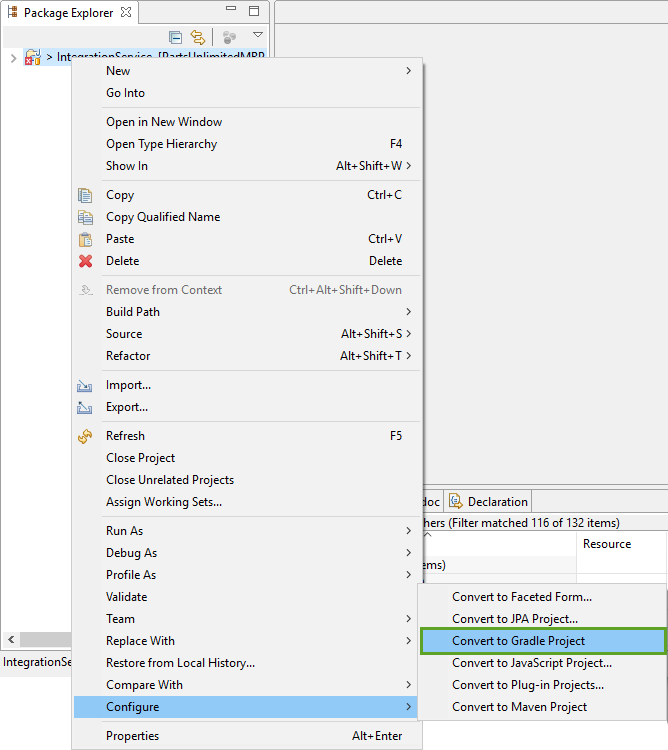 Package Explorer
> IntegrationService [PartsUnlimitedMRP
New
Go Into
Open in New Window
Open Type Hierarchy F4
Show In Alt+Shift+W >
Copy Ctrl+C
Copy Qualified Name
Paste Ctrl+V
Delete Delete
Remove from Context Ctrl+Alt+Shift+Down
Build Path
Source Alt+Shift+S >
Refactor Alt+Shift+T >
Import...
Export...
Refresh F5
Close Project
Close Unrelated Projects
Assign Working Sets...
doc Declaration
hers (Filter matched 116 of 132 items)
Run As
Resource
Debug As
ems)
Profile As
Validate
Convert to Faceted Form...
Team
Convert to JPA Project...
Replace With
Convert to Gradle Project
IntegrationSe
Restore from Local History...
Convert to JavaScript Project...
Compare With
Convert to Plug-in Projects...
Configure
Convert to Maven Project
Properties Alt+Enter